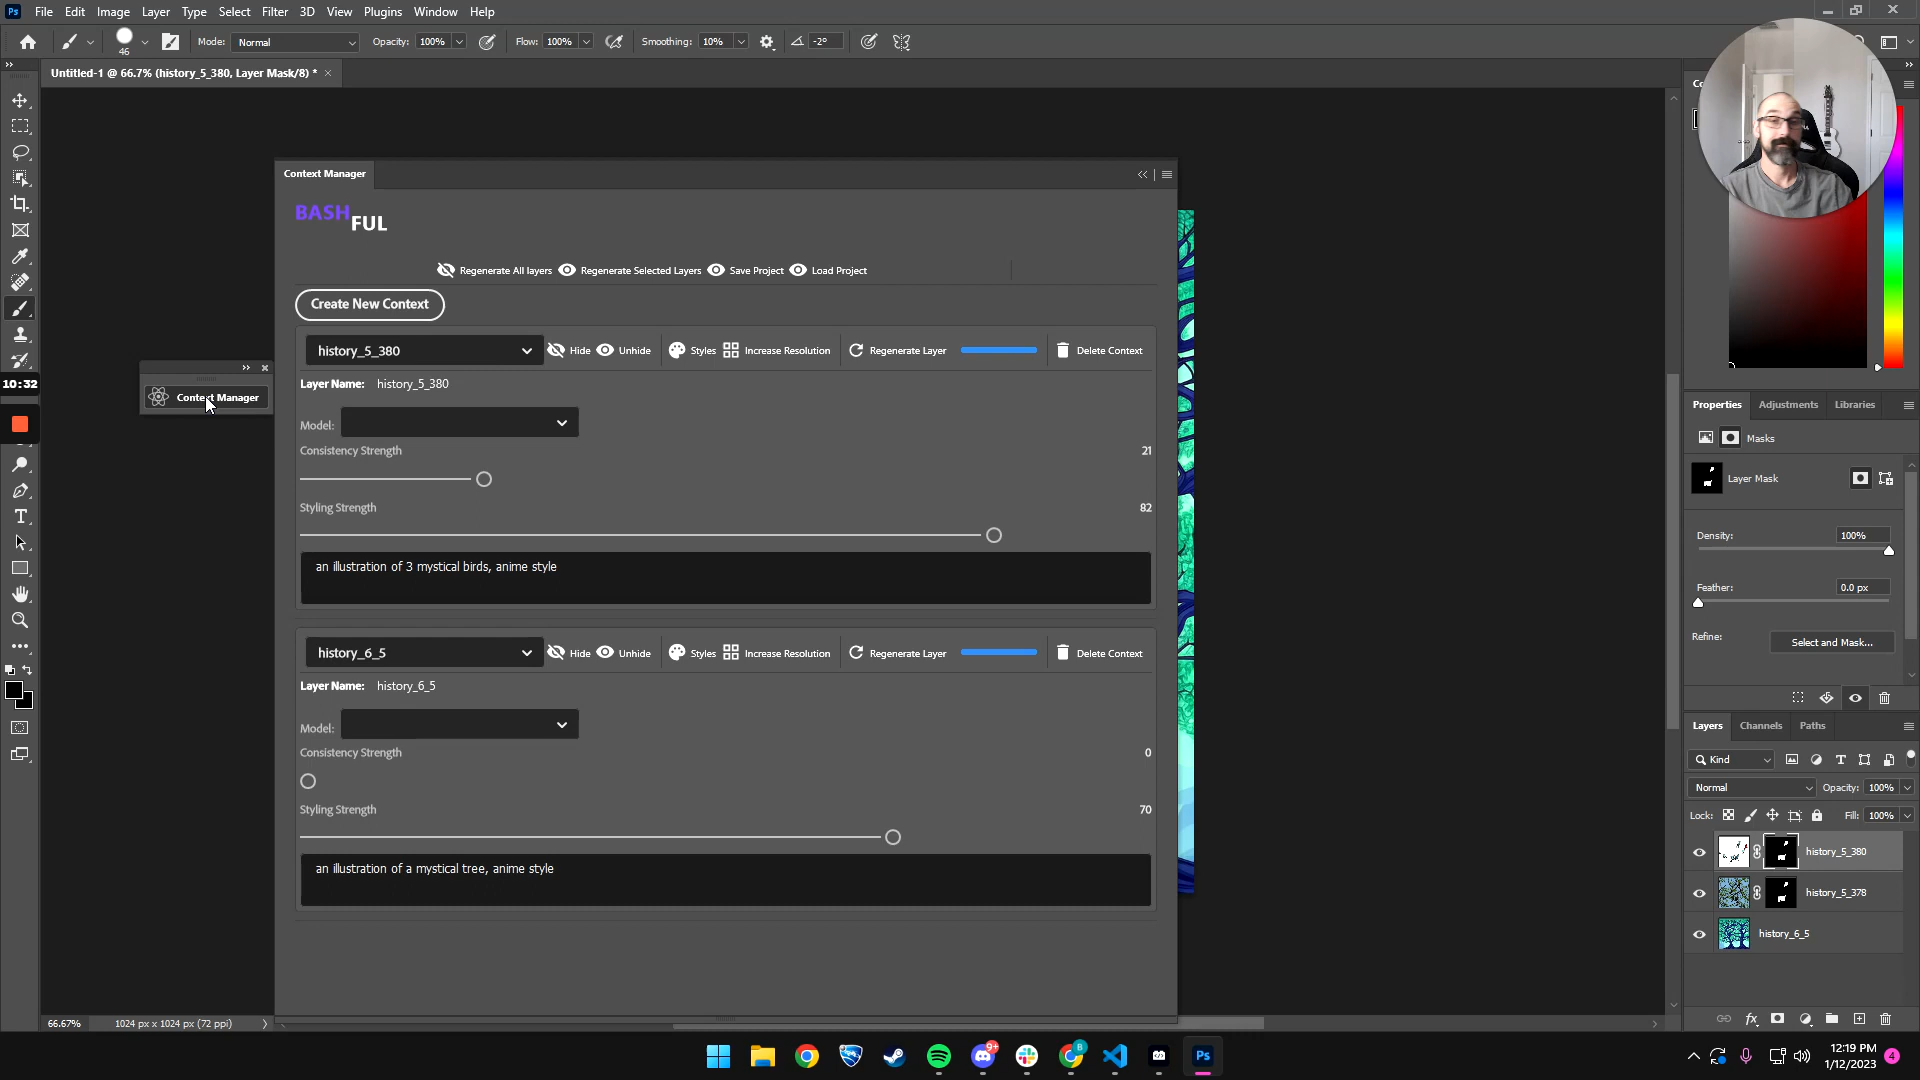 Ps File Edit Image Layer Type Select Filter 3D View Plugins Window Help
46 Mode: Normal Opacity: 100% Flow: 100% Smoothing: 10% -2°
Untitled-1 @ 66.7% (history_5_380, Layer Mask/8) * ×
Context Manager
BASH
FUL
Regenerate All layers Regenerate Selected Layers Save Project Load Project
Create New Context
history_5_380 Hide Unhide Styles Increase Resolution Regenerate Layer Delete Context
Layer Name: history_5_380
Model:
Consistency Strength 21
Styling Strength 82
an illustration of 3 mystical birds, anime style
history_6_5 Hide Unhide Styles Increase Resolution Regenerate Layer Delete Context
Layer Name: history_6_5
Model:
Consistency Strength 0
Styling Strength 70
an illustration of a mystical tree, anime style
10:32
Context Manager
Properties Adjustments Libraries
Masks
Layer Mask
Density: 100%
Feather: 0.0 px
Refine: Select and Mask...
Layers Channels Paths
Kind
Normal Opacity: 100%
Lock: Fill: 100%
history_5_380
history_5_378
history_6_5
fx
66.67% 1024 px x 1024 px (72 ppi)
9+ B Ps
12:19 PM
1/12/2023 4